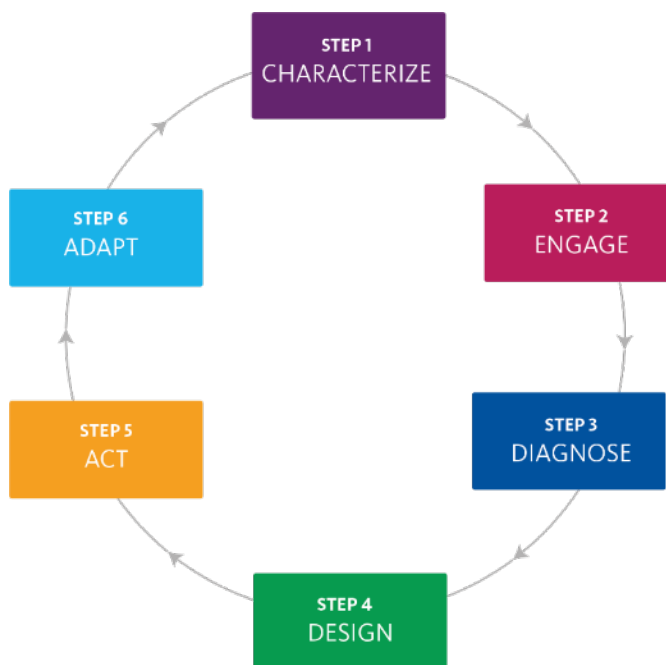 STEP 1
CHARACTERIZE
STEP 2
ENGAGE
STEP 3
DIAGNOSE
STEP 4
DESIGN
STEP 5
ACT
STEP 6
ADAPT